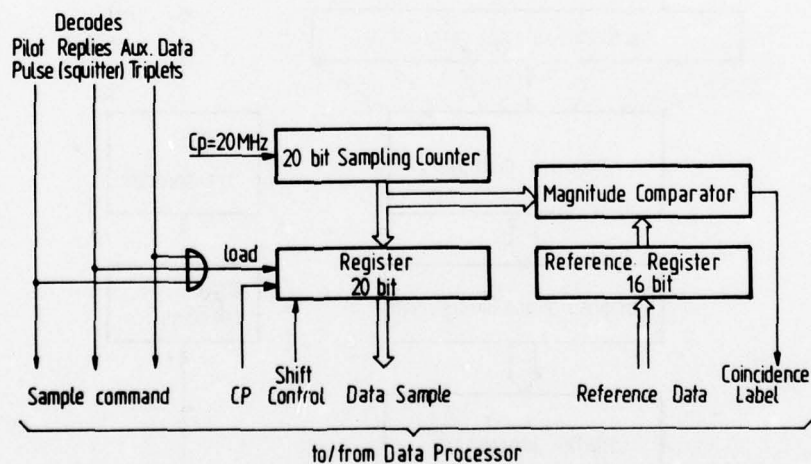 Decodes
Pilot Replies Aux. Data
Pulse (squitter) Triplets
Cp=20MHz
20 bit Sampling Counter
Magnitude Comparator
load
Register
20 bit
Reference Register
16 bit
Sample command
CP
Shift
Control
Data Sample
Reference Data
Coincidence
Label
to/from Data Processor